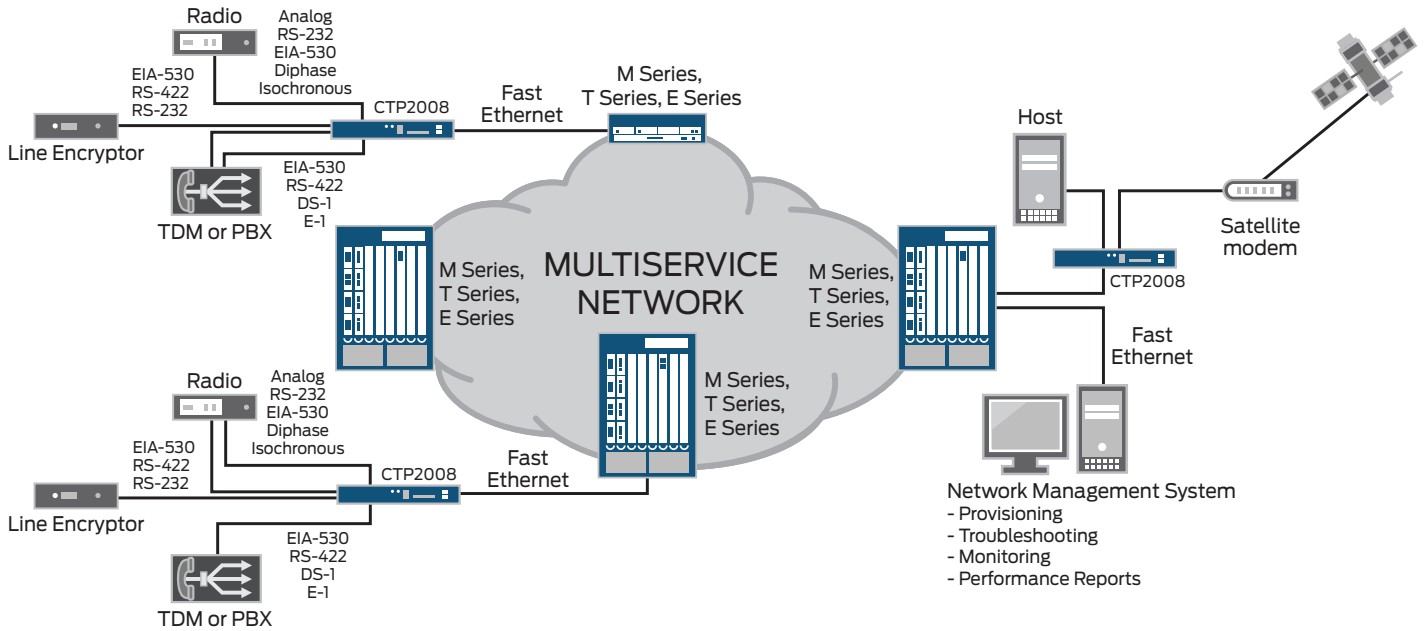 Radio
Analog
RS-232
EIA-530
Diphase
Isochronous
EIA-530
RS-422
RS-232
CTP2008
Fast
Ethernet
M Series,
T Series, E Series
Line Encryptor
EIA-530
RS-422
DS-1
E-1
TDM or PBX
Host
Satellite
modem
CTP2008
M Series,
T Series,
E Series
MULTISERVICE
NETWORK
M Series,
T Series,
E Series
Fast
Ethernet
M Series,
T Series,
E Series
Radio
Analog
RS-232
EIA-530
Diphase
Isochronous
EIA-530
RS-422
RS-232
CTP2008
Fast
Ethernet
Line Encryptor
EIA-530
RS-422
DS-1
E-1
TDM or PBX
Network Management System
- Provisioning
- Troubleshooting
- Monitoring
- Performance Reports